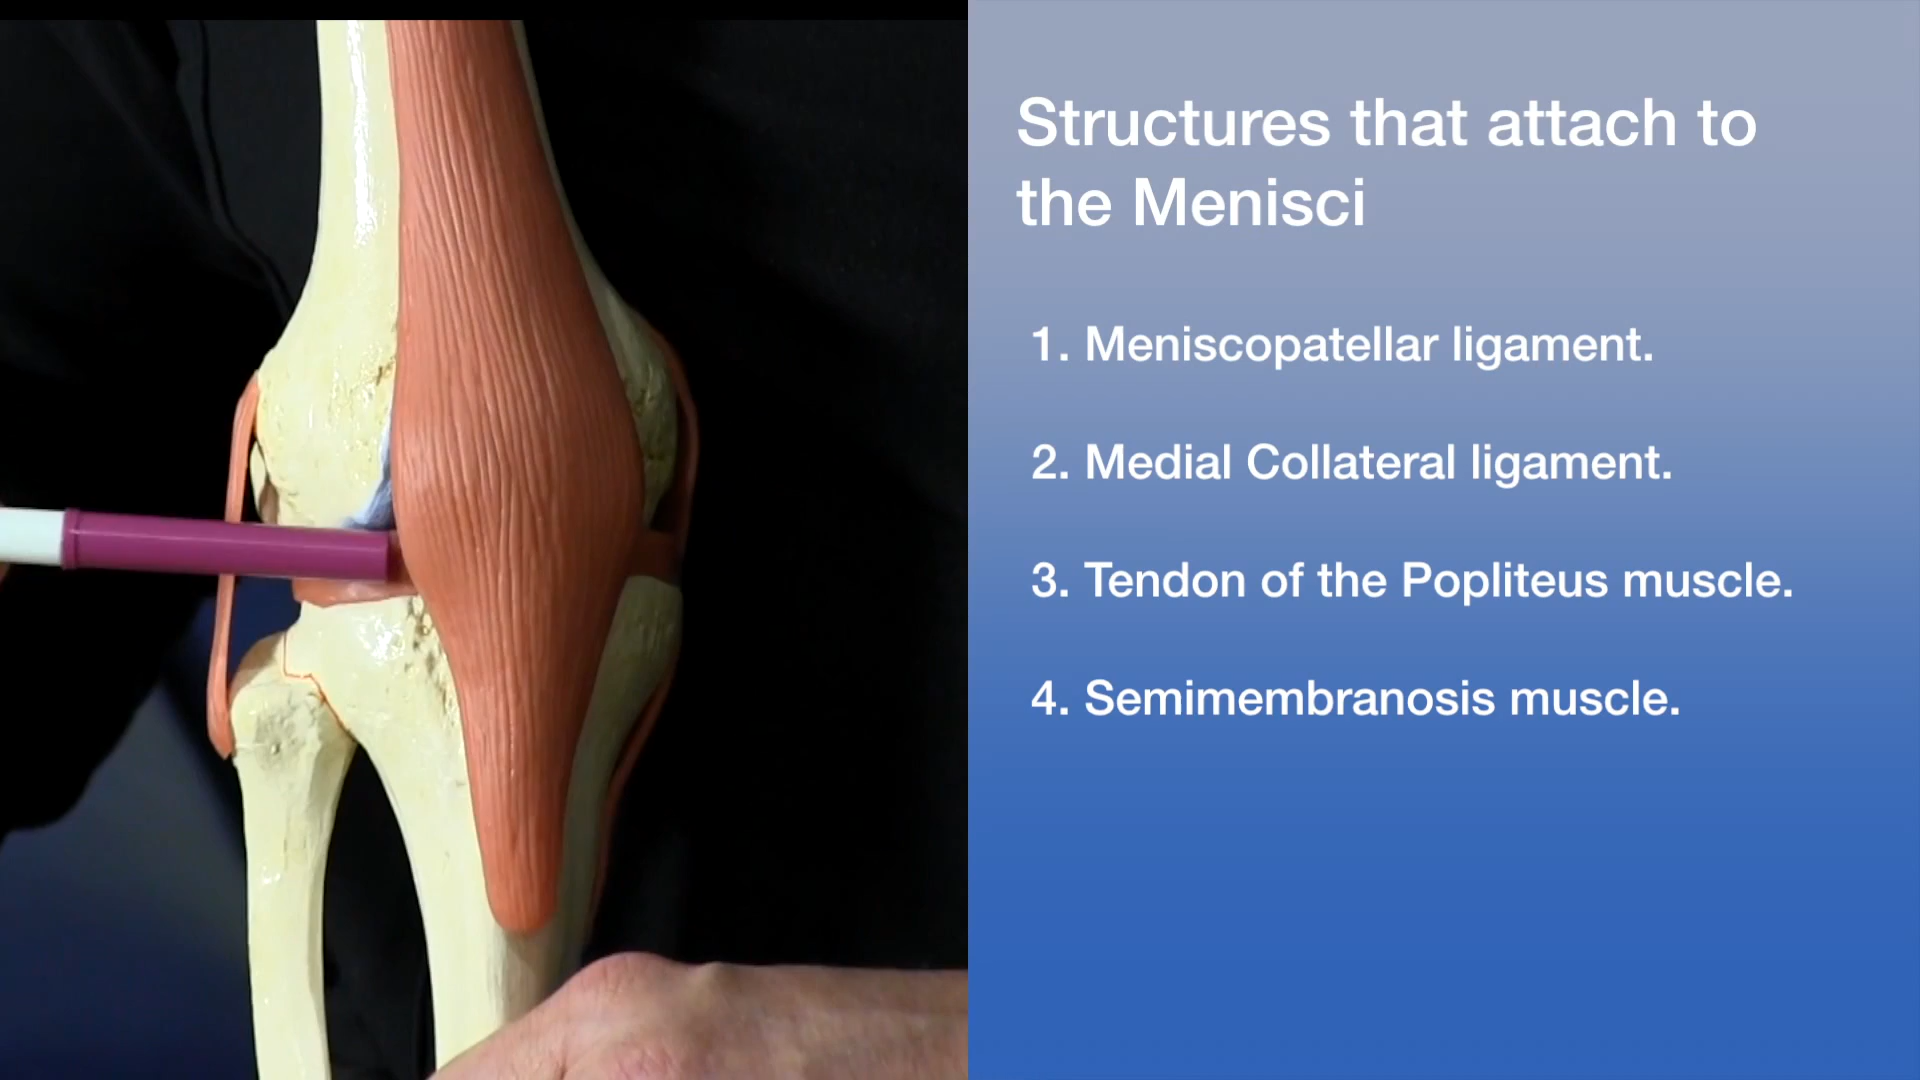 Structures that attach to
the Menisci
1. Meniscopatellar ligament.
2. Medial Collateral ligament.
3. Tendon of the Popliteus muscle.
4. Semimembranosis muscle.